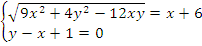 √(9x² + 4y² − 12xy) = x + 6
y − x + 1 = 0